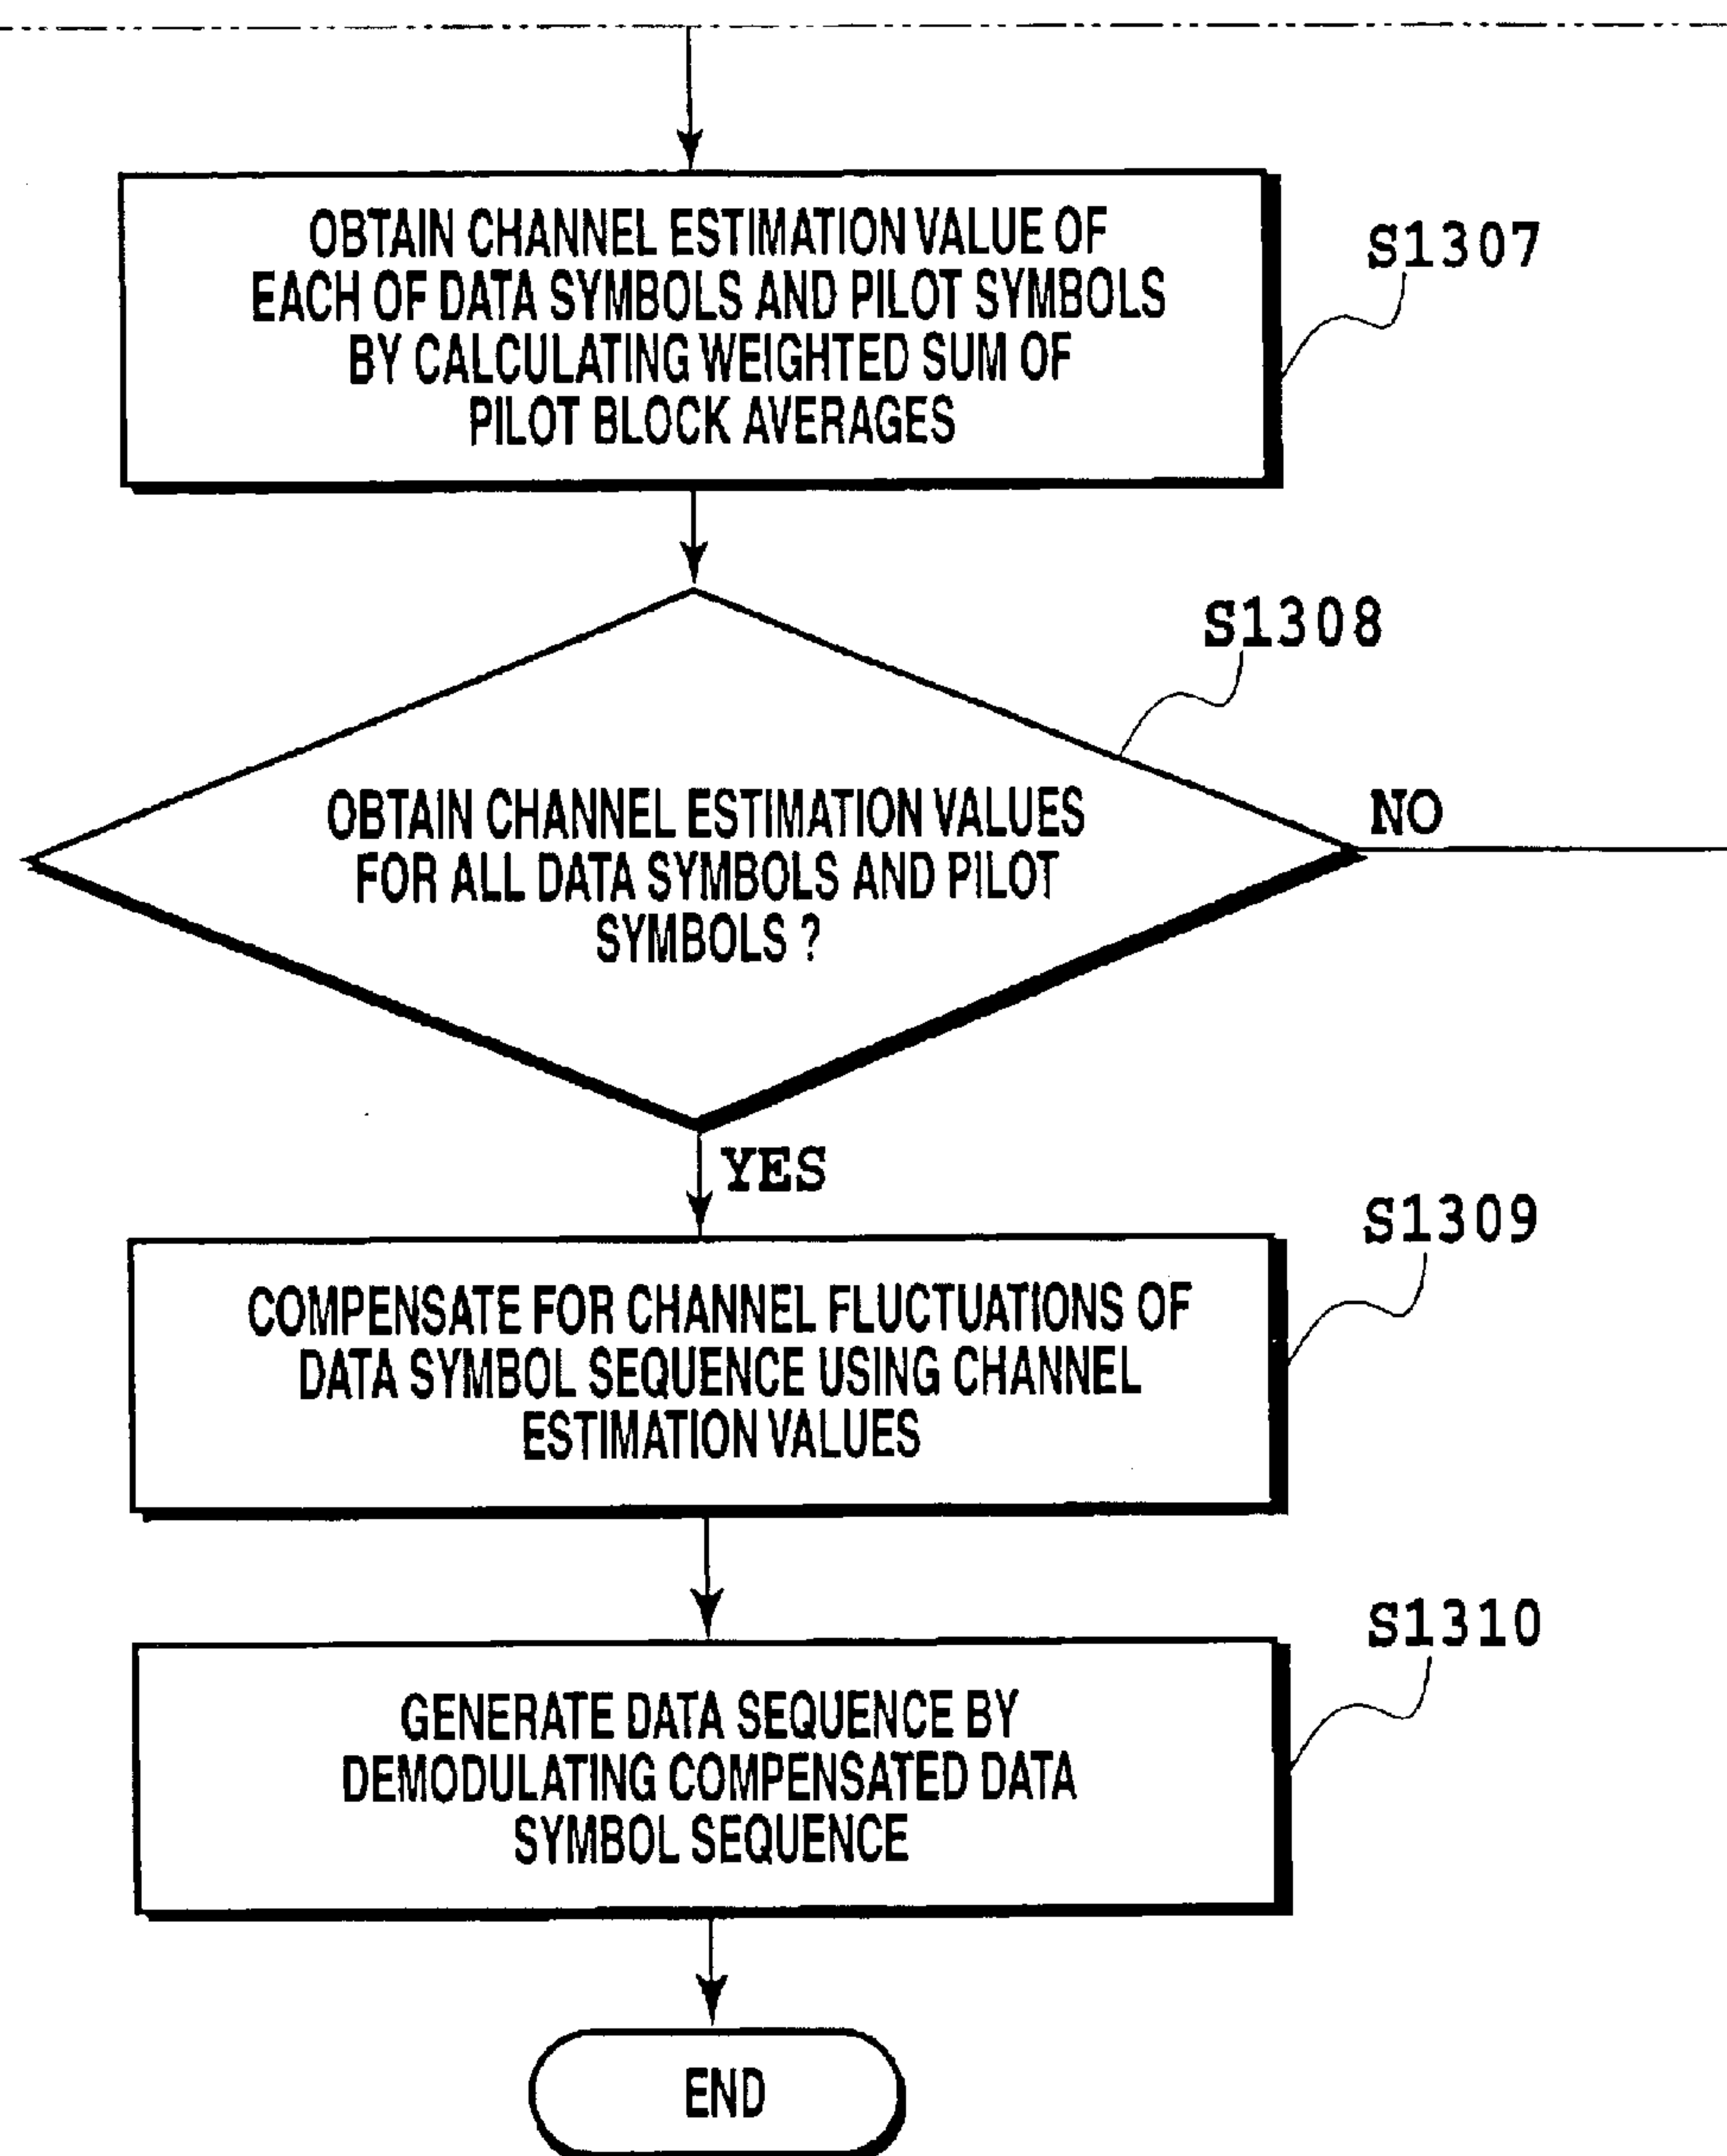 OBTAIN CHANNEL ESTIMATION VALUE OF
EACH OF DATA SYMBOLS AND PILOT SYMBOLS
BY CALCULATING WEIGHTED SUM OF
PILOT BLOCK AVERAGES
S1307
S1308
OBTAIN CHANNEL ESTIMATION VALUES
FOR ALL DATA SYMBOLS AND PILOT
SYMBOLS ?
NO
YES
S1309
COMPENSATE FOR CHANNEL FLUCTUATIONS OF
DATA SYMBOL SEQUENCE USING CHANNEL
ESTIMATION VALUES
S1310
GENERATE DATA SEQUENCE BY
DEMODULATING COMPENSATED DATA
SYMBOL SEQUENCE
END